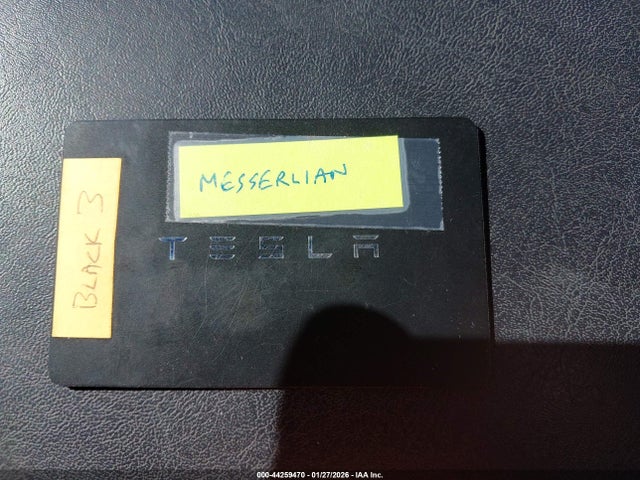 MESSERLIAN
TESLA
BLACK 3
000-44259470 - 01/27/2026 - IAA Inc.